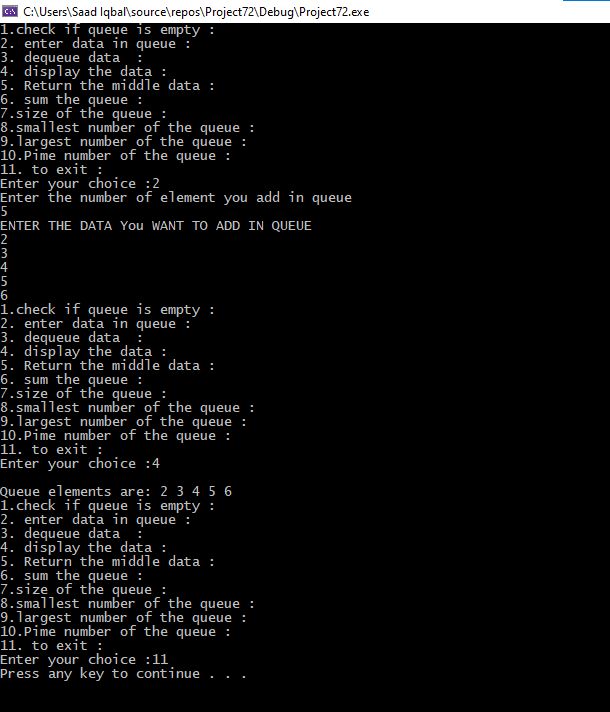 C:\Users\Saad Iqbal\source\repos\Project72\Debug\Project72.exe
1.check if queue is empty :
2. enter data in queue :
3. dequeue data  :
4. display the data :
5. Return the middle data :
6. sum the queue :
7.size of the queue :
8.smallest number of the queue :
9.largest number of the queue :
10.Pime number of the queue :
11. to exit :
Enter your choice :2
Enter the number of element you add in queue
5
ENTER THE DATA You WANT TO ADD IN QUEUE
2
3
4
5
6
1.check if queue is empty :
2. enter data in queue :
3. dequeue data  :
4. display the data :
5. Return the middle data :
6. sum the queue :
7.size of the queue :
8.smallest number of the queue :
9.largest number of the queue :
10.Pime number of the queue :
11. to exit :
Enter your choice :4
Queue elements are: 2 3 4 5 6
1.check if queue is empty :
2. enter data in queue :
3. dequeue data  :
4. display the data :
5. Return the middle data :
6. sum the queue :
7.size of the queue :
8.smallest number of the queue :
9.largest number of the queue :
10.Pime number of the queue :
11. to exit :
Enter your choice :11
Press any key to continue . . .